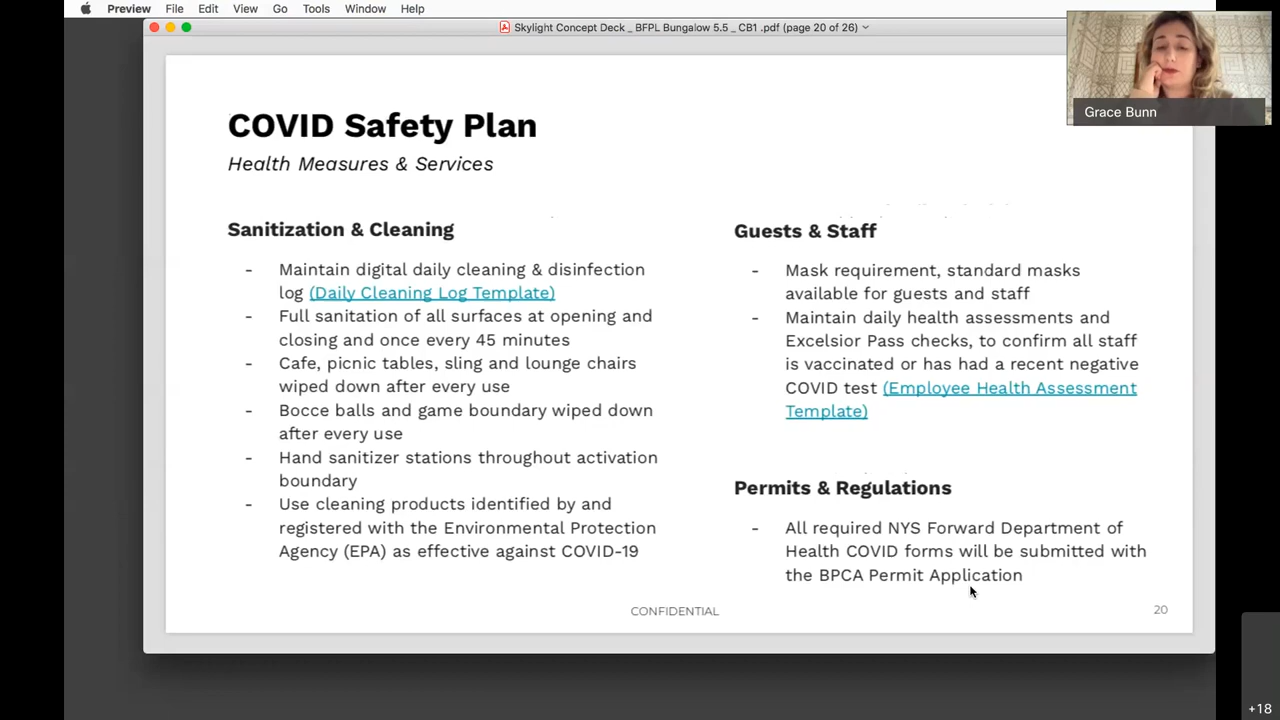 Preview File Edit View Go Tools Window Help
Skylight Concept Deck _ BFPL Bungalow 5.5 _ CB1 .pdf (page 20 of 26)
Grace Bunn
COVID Safety Plan
Health Measures & Services
Sanitization & Cleaning
- Maintain digital daily cleaning & disinfection
log (Daily Cleaning Log Template)
- Full sanitation of all surfaces at opening and
closing and once every 45 minutes
- Cafe, picnic tables, sling and lounge chairs
wiped down after every use
- Bocce balls and game boundary wiped down
after every use
- Hand sanitizer stations throughout activation
boundary
- Use cleaning products identified by and
registered with the Environmental Protection
Agency (EPA) as effective against COVID-19
Guests & Staff
- Mask requirement, standard masks
available for guests and staff
- Maintain daily health assessments and
Excelsior Pass checks, to confirm all staff
is vaccinated or has had a recent negative
COVID test (Employee Health Assessment
Template)
Permits & Regulations
- All required NYS Forward Department of
Health COVID forms will be submitted with
the BPCA Permit Application
CONFIDENTIAL
20
+18